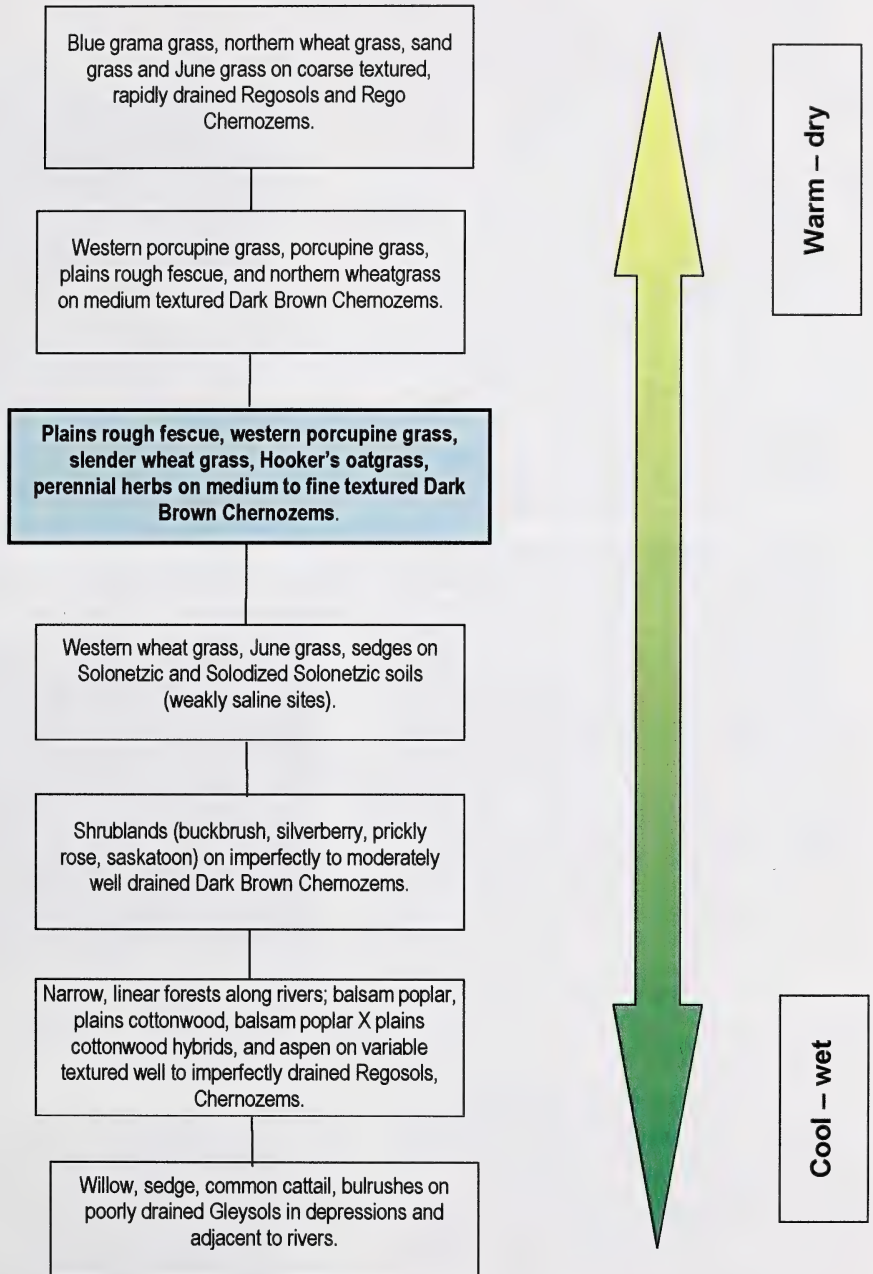 Blue grama grass, northern wheat grass, sand
grass and June grass on coarse textured,
rapidly drained Regosols and Rego
Chernozems.
Western porcupine grass, porcupine grass,
plains rough fescue, and northern wheatgrass
on medium textured Dark Brown Chernozems.
Plains rough fescue, western porcupine grass,
slender wheat grass, Hooker's oatgrass,
perennial herbs on medium to fine textured Dark
Brown Chernozems.
Western wheat grass, June grass, sedges on
Solonetzic and Solodized Solonetzic soils
(weakly saline sites).
Shrublands (buckbrush, silverberry, prickly
rose, saskatoon) on imperfectly to moderately
well drained Dark Brown Chernozems.
Narrow, linear forests along rivers; balsam poplar,
plains cottonwood, balsam poplar X plains
cottonwood hybrids, and aspen on variable
textured well to imperfectly drained Regosols,
Chernozems.
Willow, sedge, common cattail, bulrushes on
poorly drained Gleysols in depressions and
adjacent to rivers.
Warm – dry
Cool – wet